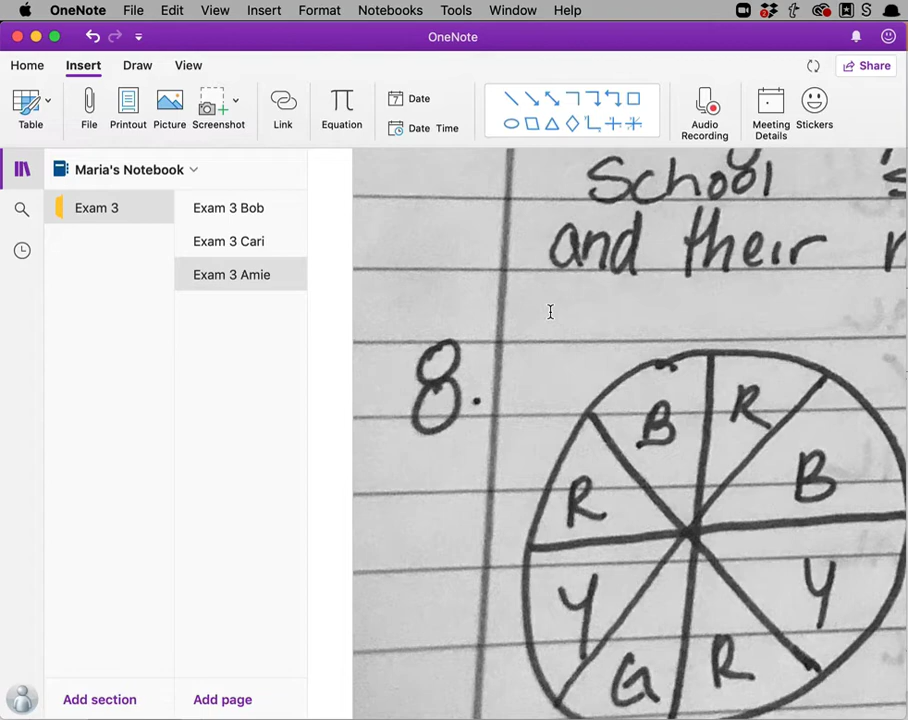 OneNote File Edit View Insert Format Notebooks Tools Window Help
OneNote
Home Insert Draw View Share
Table File Printout Picture Screenshot Link Equation Date Date Time Audio Recording Meeting Details Stickers
Maria's Notebook
Exam 3 Exam 3 Bob
Exam 3 Cari
Exam 3 Amie
School
and their
8.
B R
R B
Y Y
G R
Add section Add page